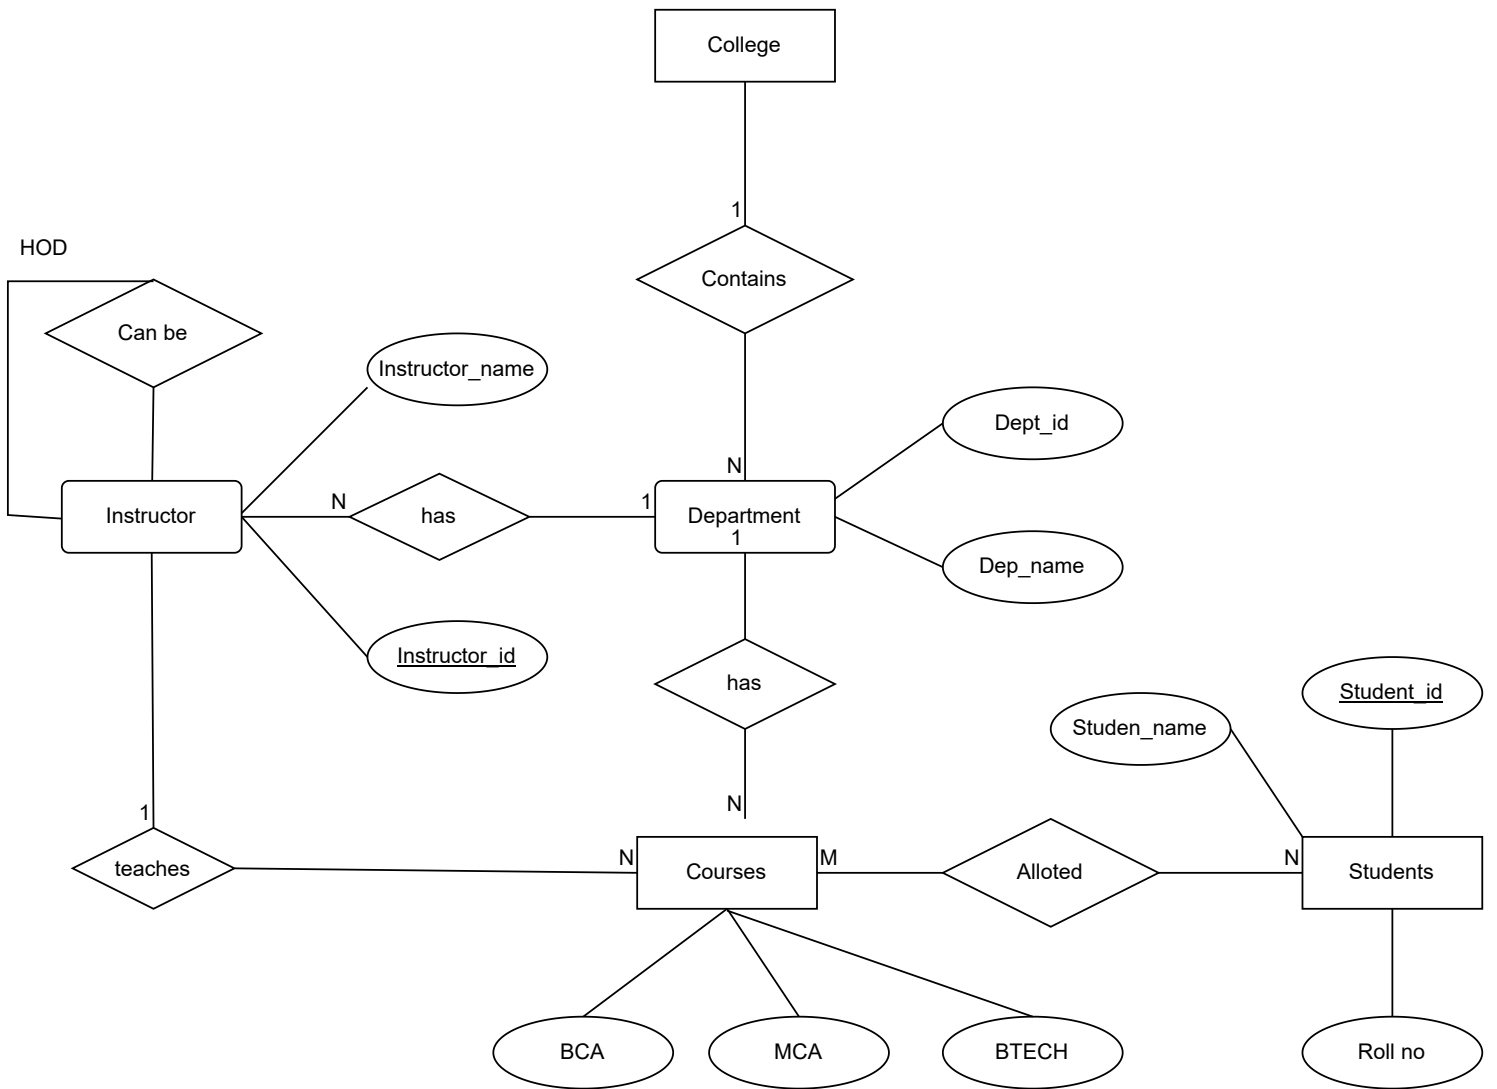 College
1
HOD
Contains
Can be
Instructor_name
Dept_id
N
N
1
Instructor
has
Department
1
Dep_name
Instructor_id
has
Student_id
Studen_name
N
1
teaches
N
Courses
M
Alloted
N
Students
BCA
MCA
BTECH
Roll no